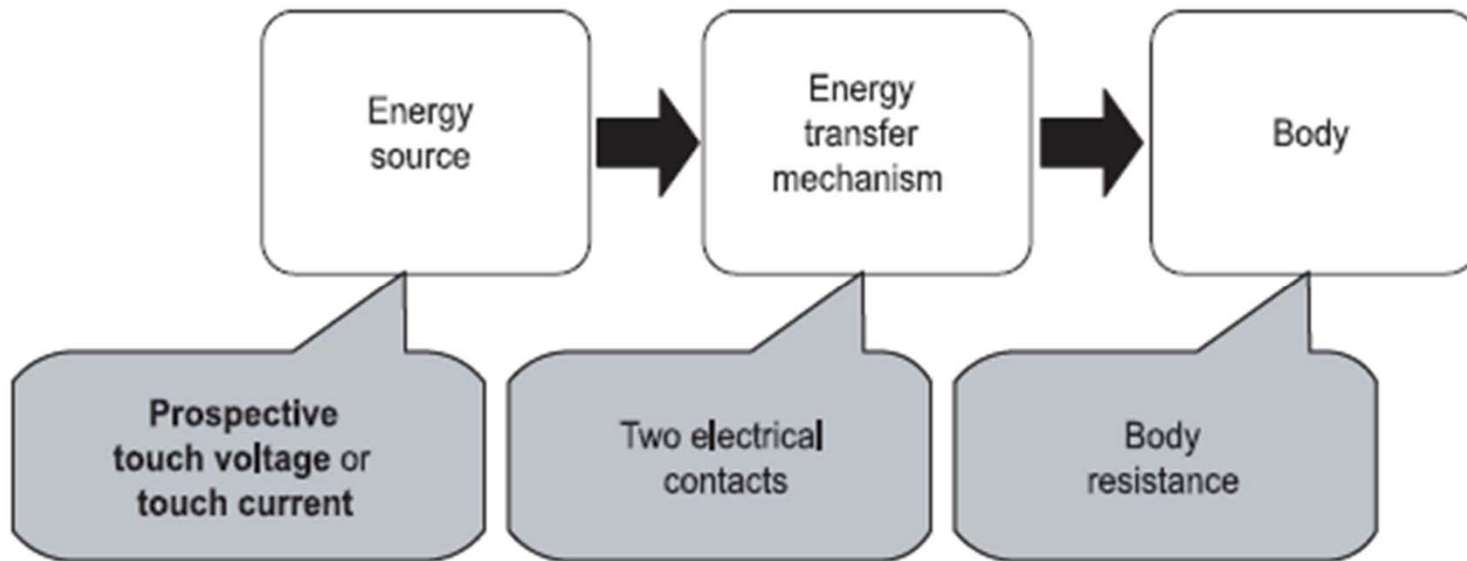 Energy
source
Energy
transfer
mechanism
Body
Prospective
touch voltage or
touch current
Two electrical
contacts
Body
resistance